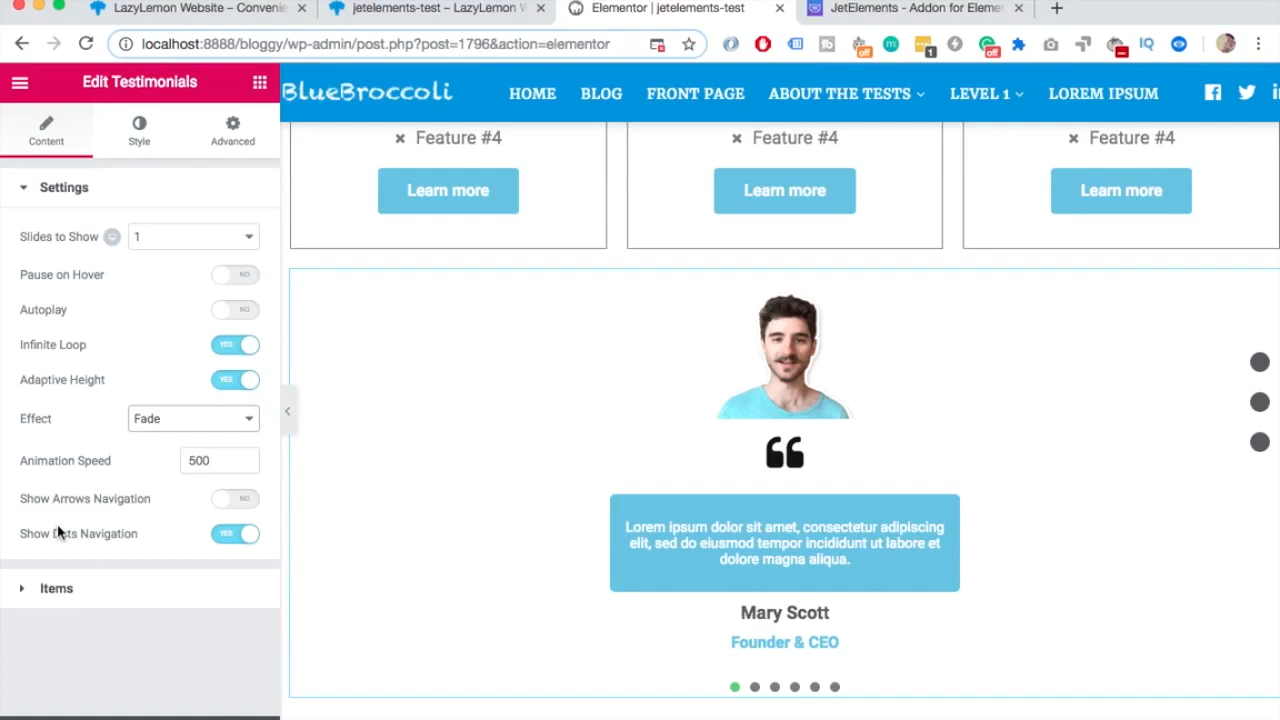 LazyLemon Website – Convenie
jetelements-test – LazyLemon W
Elementor | jetelements-test
JetElements - Addon for Elemen
localhost:8888/bloggy/wp-admin/post.php?post=1796&action=elementor
off
1
off
IQ
Edit Testimonials
BlueBroccoli
HOME
BLOG
FRONT PAGE
ABOUT THE TESTS
LEVEL 1
LOREM IPSUM
Content
Style
Advanced
Feature #4
Feature #4
Feature #4
Learn more
Learn more
Learn more
Settings
Slides to Show
1
Pause on Hover
NO
Autoplay
NO
Infinite Loop
YES
Adaptive Height
YES
Effect
Fade
Animation Speed
500
Show Arrows Navigation
NO
Show Dots Navigation
YES
Items
Lorem ipsum dolor sit amet, consectetur adipiscing
elit, sed do eiusmod tempor incididunt ut labore et
dolore magna aliqua.
Mary Scott
Founder & CEO